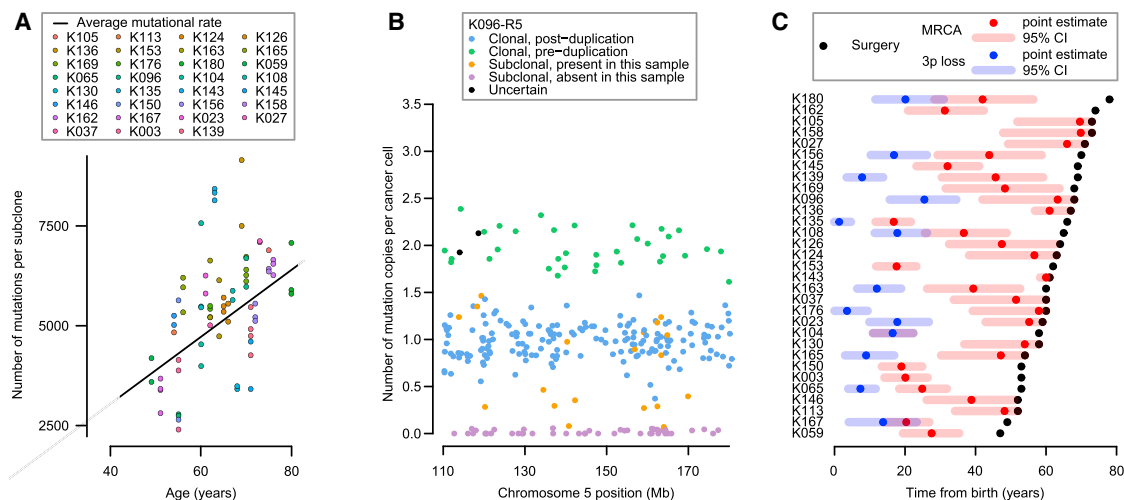 A
Average mutational rate
K105 K113 K124 K126
K136 K153 K163 K165
K169 K176 K180 K059
K065 K096 K104 K108
K130 K135 K143 K145
K146 K150 K156 K158
K162 K167 K023 K027
K037 K003 K139
Number of mutations per subclone
7500
5000
2500
40 60 80
Age (years)
B
K096-R5
Clonal, post−duplication
Clonal, pre−duplication
Subclonal, present in this sample
Subclonal, absent in this sample
Uncertain
Number of mutation copies per cancer cell
3.5
3.0
2.5
2.0
1.5
1.0
0.5
0.0
110 130 150 170
Chromosome 5 position (Mb)
C
Surgery
MRCA
point estimate
95% CI
3p loss
point estimate
95% CI
K180
K162
K105
K158
K027
K156
K145
K139
K169
K096
K136
K135
K108
K126
K124
K153
K143
K163
K037
K176
K023
K104
K130
K165
K150
K003
K065
K146
K113
K167
K059
0 20 40 60 80
Time from birth (years)